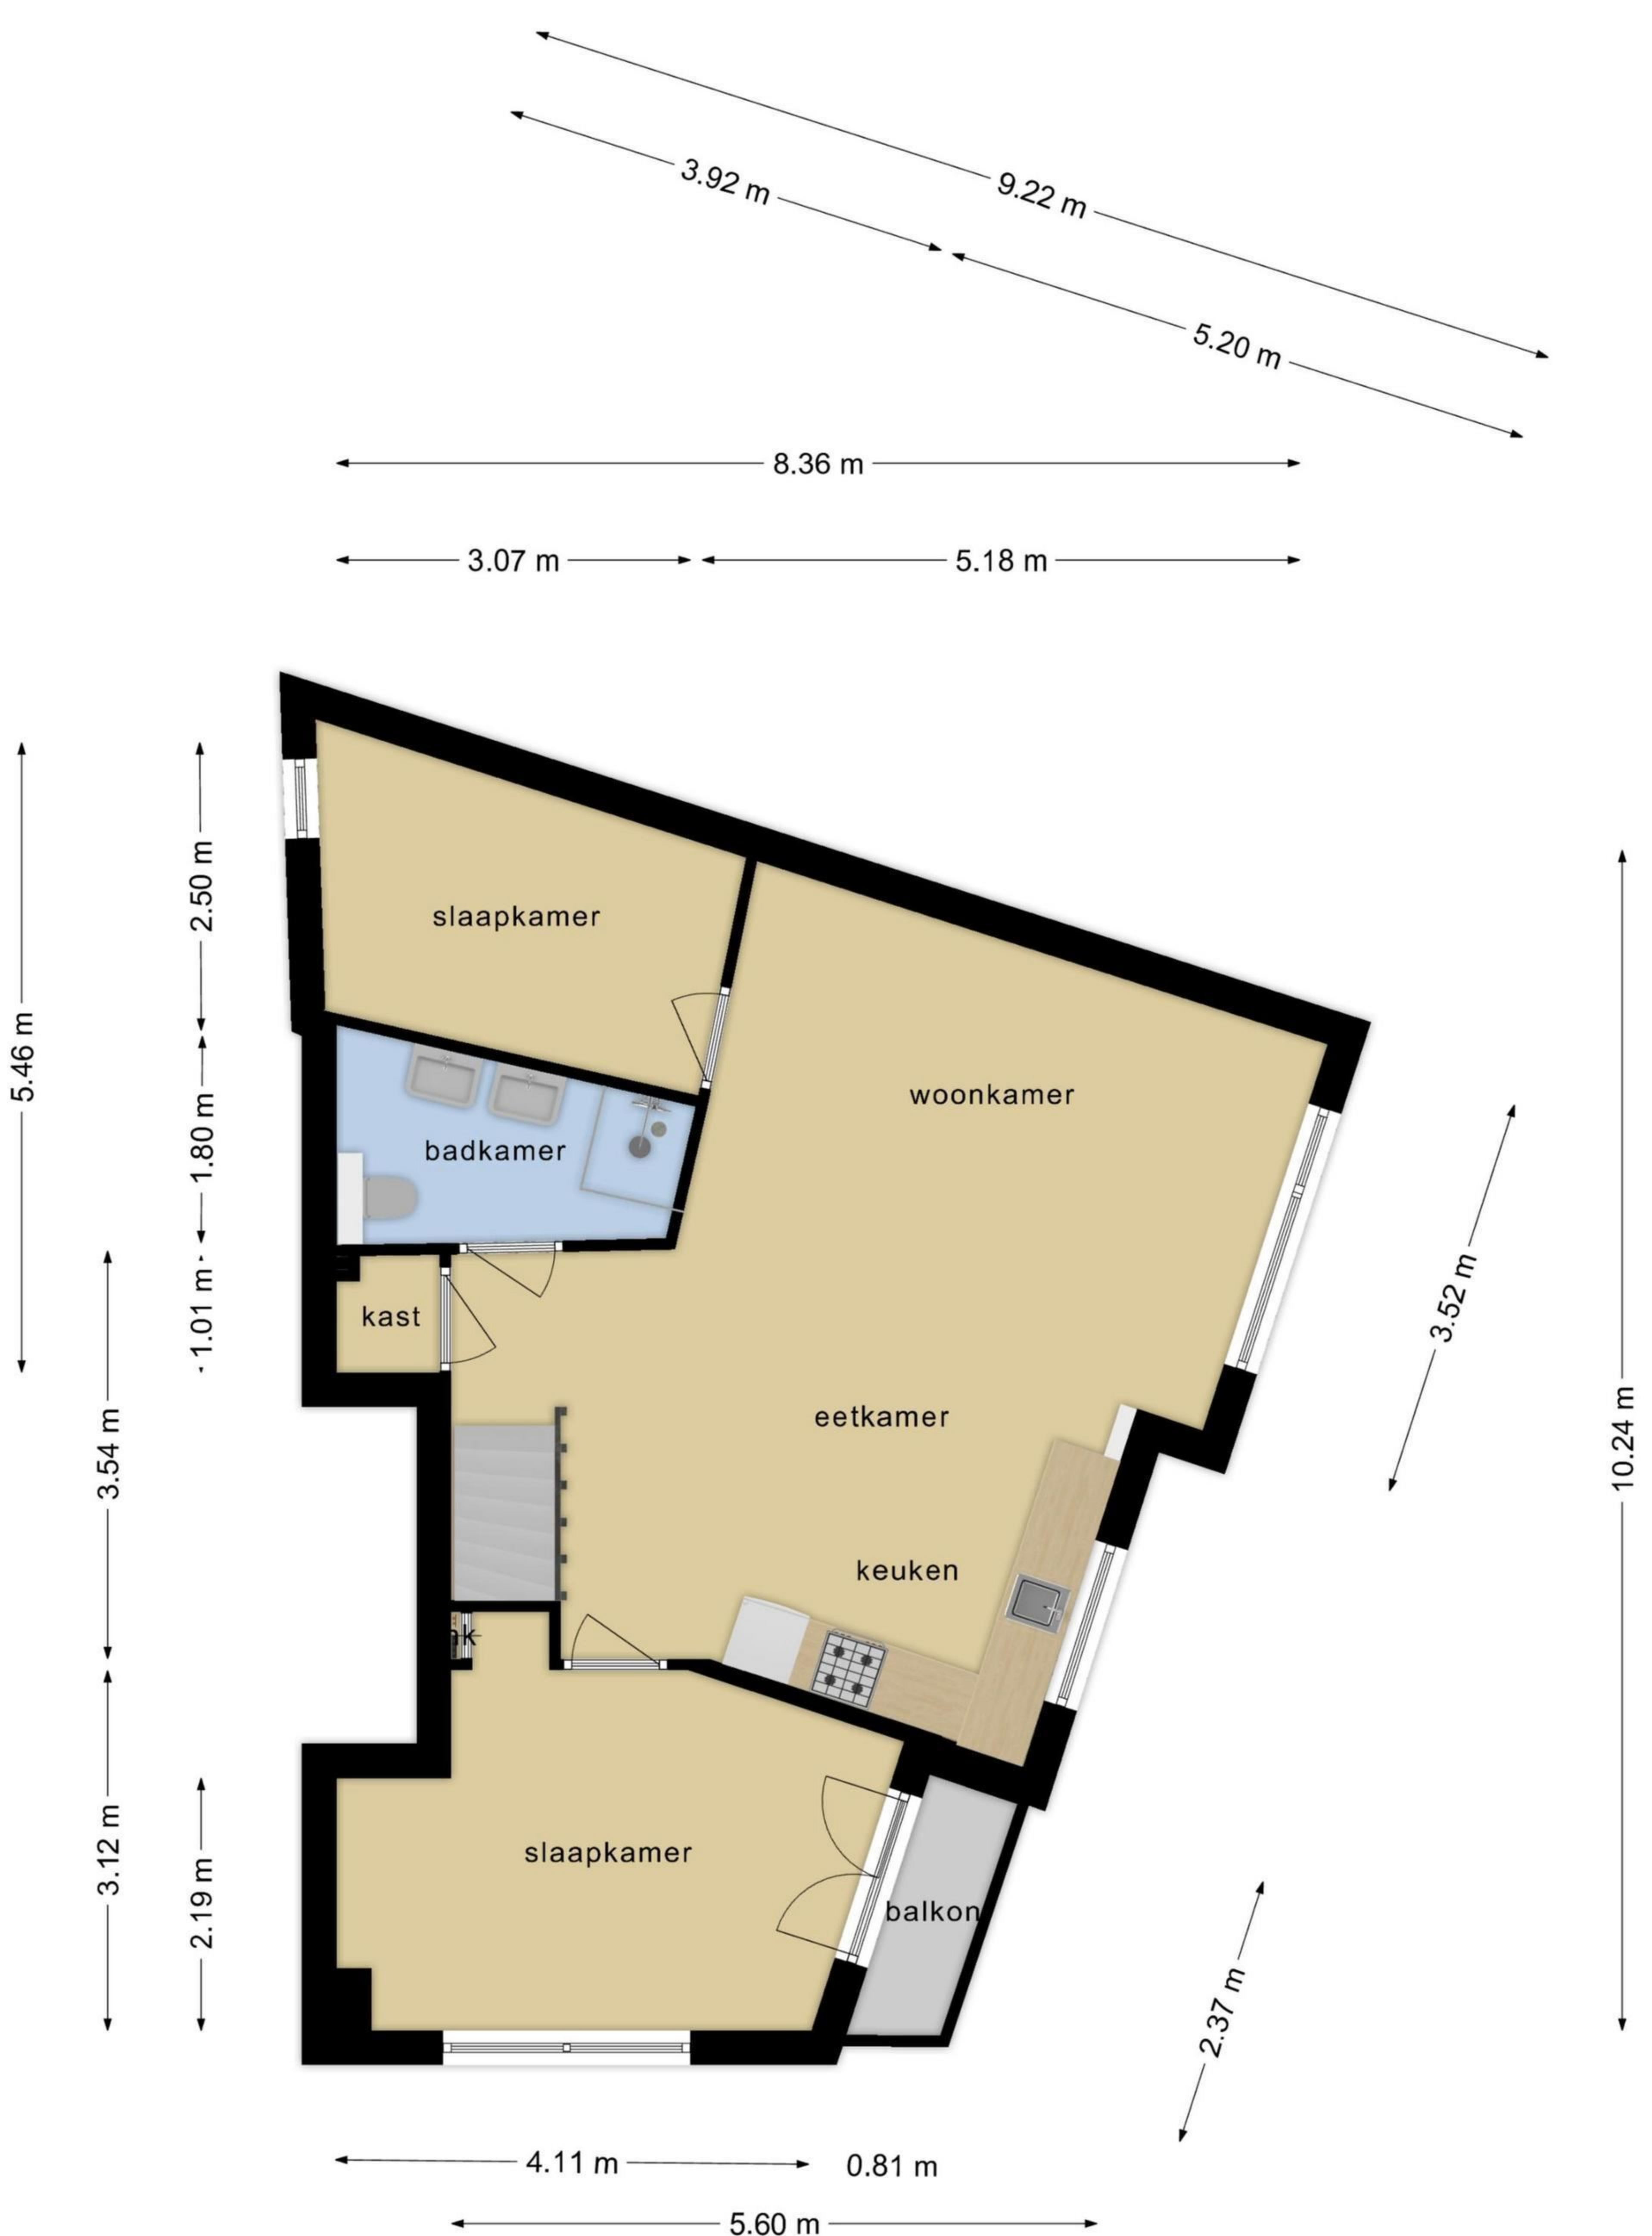 9.22 m
3.92 m
5.20 m
8.36 m
3.07 m
5.18 m
2.50 m
slaapkamer
5.46 m
woonkamer
1.80 m
badkamer
1.01 m
kast
3.52 m
eetkamer
3.54 m
10.24 m
keuken
slaapkamer
3.12 m
2.19 m
balkon
2.37 m
4.11 m
0.81 m
5.60 m